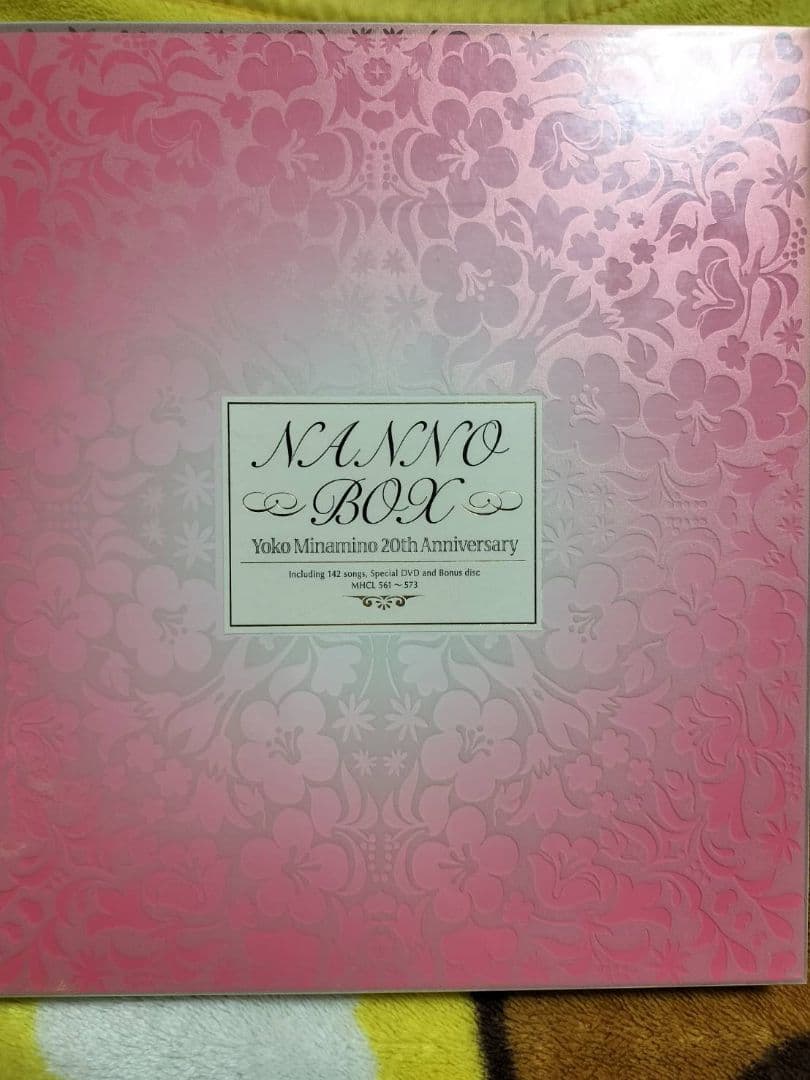 NANNO
BOX
Yoko Minamino 20th Anniversary
Including 142 songs, Special DVD and Bonus disc
MHCL 561～573